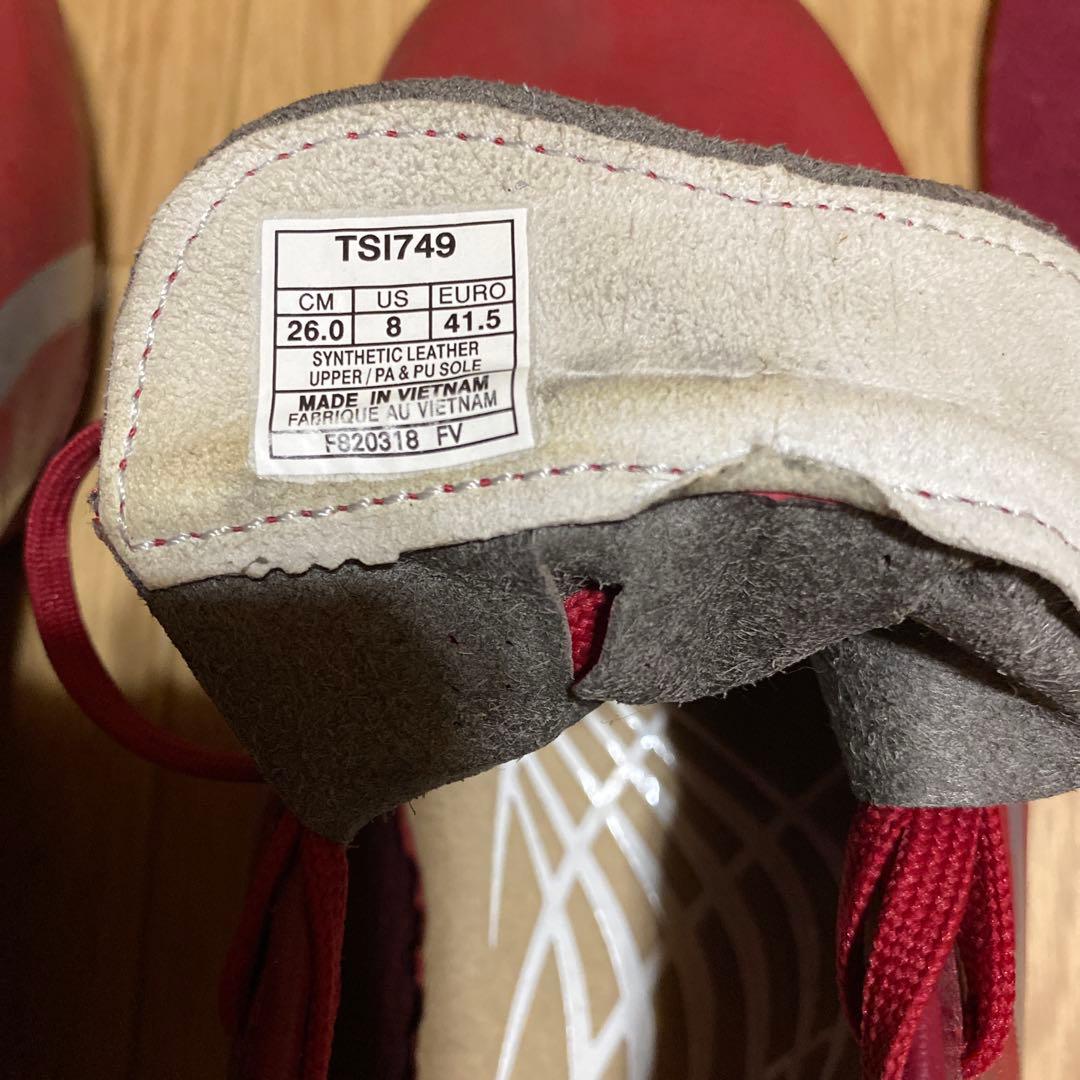 TSI749
CM US EURO
26.0 8 41.5
SYNTHETIC LEATHER
UPPER / PA & PU SOLE
MADE IN VIETNAM
FABRIQUE AU VIETNAM
F820318 FV